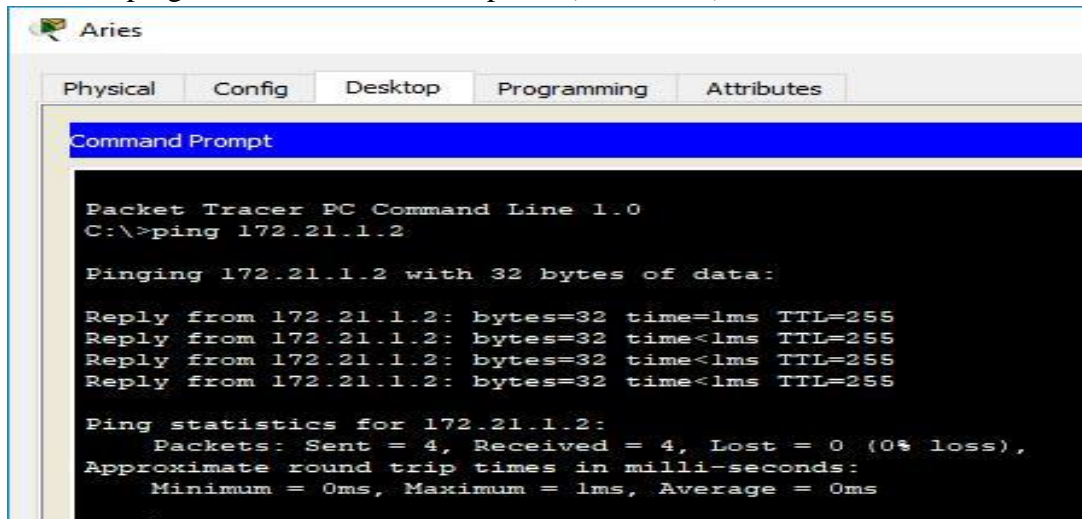 Aries
Physical Config Desktop Programming Attributes
Command Prompt
Packet Tracer PC Command Line 1.0
C:\>ping 172.21.1.2
Pinging 172.21.1.2 with 32 bytes of data:
Reply from 172.21.1.2: bytes=32 time=1ms TTL=255
Reply from 172.21.1.2: bytes=32 time<1ms TTL=255
Reply from 172.21.1.2: bytes=32 time<1ms TTL=255
Reply from 172.21.1.2: bytes=32 time<1ms TTL=255
Ping statistics for 172.21.1.2:
Packets: Sent = 4, Received = 4, Lost = 0 (0% loss),
Approximate round trip times in milli-seconds:
Minimum = 0ms, Maximum = 1ms, Average = 0ms